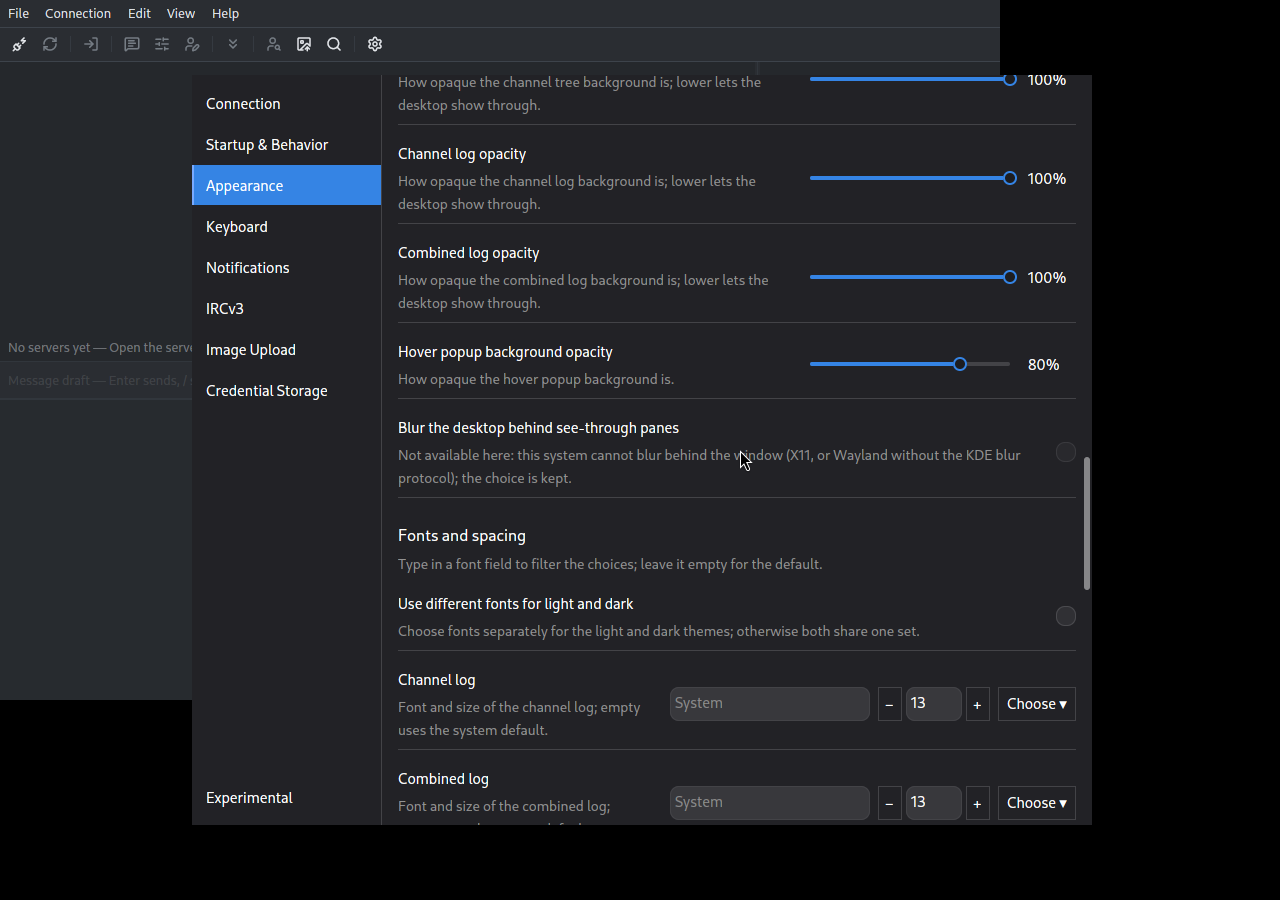 File Connection Edit View Help
How opaque the channel tree background is; lower lets the
desktop show through.
100%
Connection
Startup & Behavior
Appearance
Keyboard
Notifications
IRCv3
Image Upload
Credential Storage
Experimental
Channel log opacity
How opaque the channel log background is; lower lets the
desktop show through.
100%
Combined log opacity
How opaque the combined log background is; lower lets the
desktop show through.
100%
Hover popup background opacity
How opaque the hover popup background is.
80%
Blur the desktop behind see-through panes
Not available here: this system cannot blur behind the window (X11, or Wayland without the KDE blur
protocol); the choice is kept.
Fonts and spacing
Type in a font field to filter the choices; leave it empty for the default.
Use different fonts for light and dark
Choose fonts separately for the light and dark themes; otherwise both share one set.
Channel log
Font and size of the channel log; empty
uses the system default.
System – 13 + Choose ▾
Combined log
Font and size of the combined log;
System – 13 + Choose ▾
No servers yet — Open the serve
Message draft — Enter sends, /